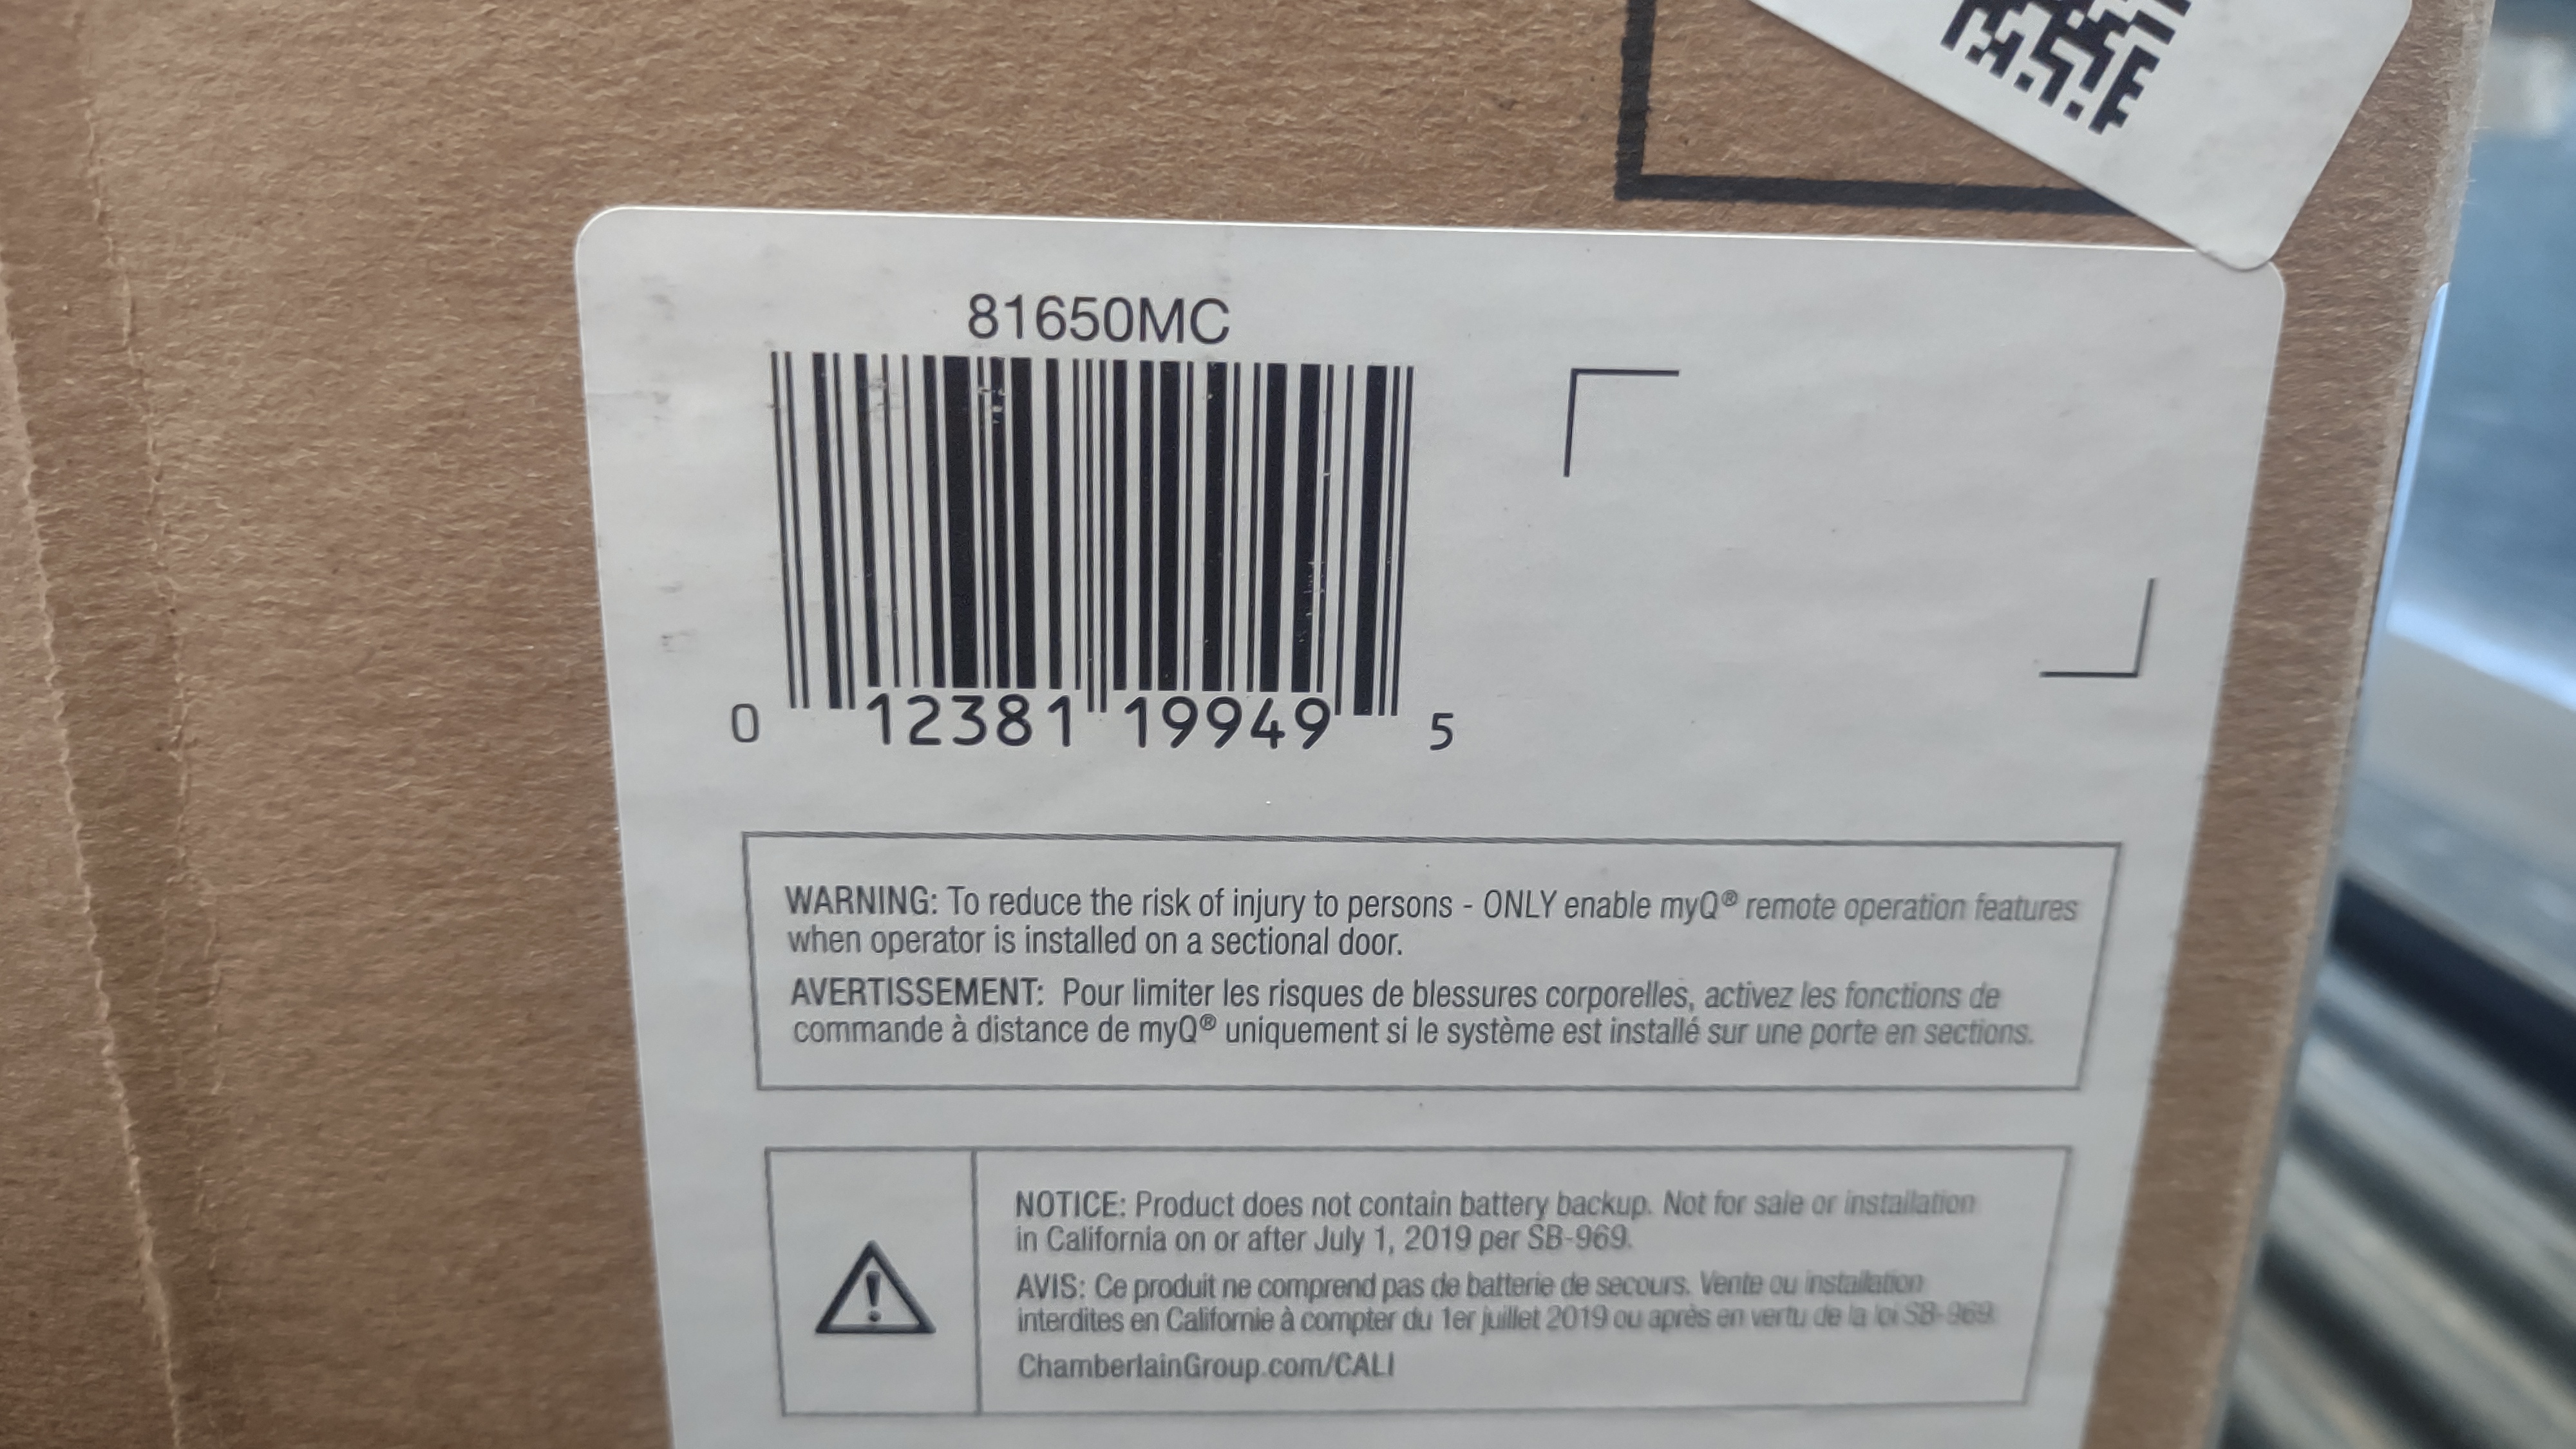 81650MC
0 12381 19949 5
WARNING: To reduce the risk of injury to persons - ONLY enable myQ® remote operation features
when operator is installed on a sectional door.
AVERTISSEMENT: Pour limiter les risques de blessures corporelles, activez les fonctions de
commande à distance de myQ® uniquement si le système est installé sur une porte en sections.
NOTICE: Product does not contain battery backup. Not for sale or installation
in California on or after July 1, 2019 per SB-969.
AVIS: Ce produit ne comprend pas de batterie de secours. Vente ou installation
interdites en Californie à compter du 1er juillet 2019 ou après en vertu de la loi SB-969.
ChamberlainGroup.com/CALI